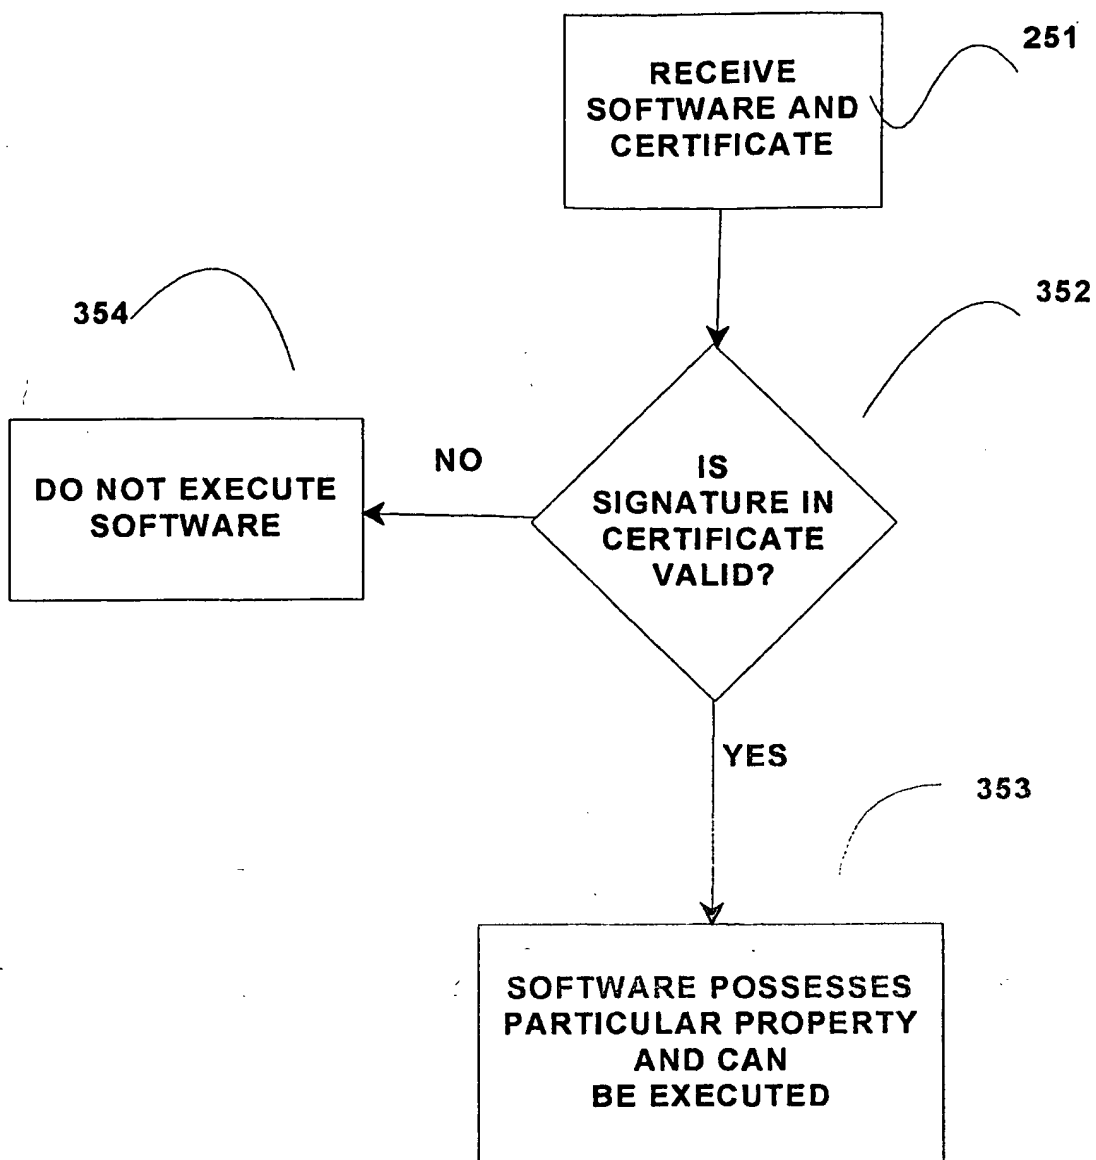 251
RECEIVE
SOFTWARE AND
CERTIFICATE
352
354
NO
IS
SIGNATURE IN
CERTIFICATE
VALID?
DO NOT EXECUTE
SOFTWARE
YES
353
SOFTWARE POSSESSES
PARTICULAR PROPERTY
AND CAN
BE EXECUTED